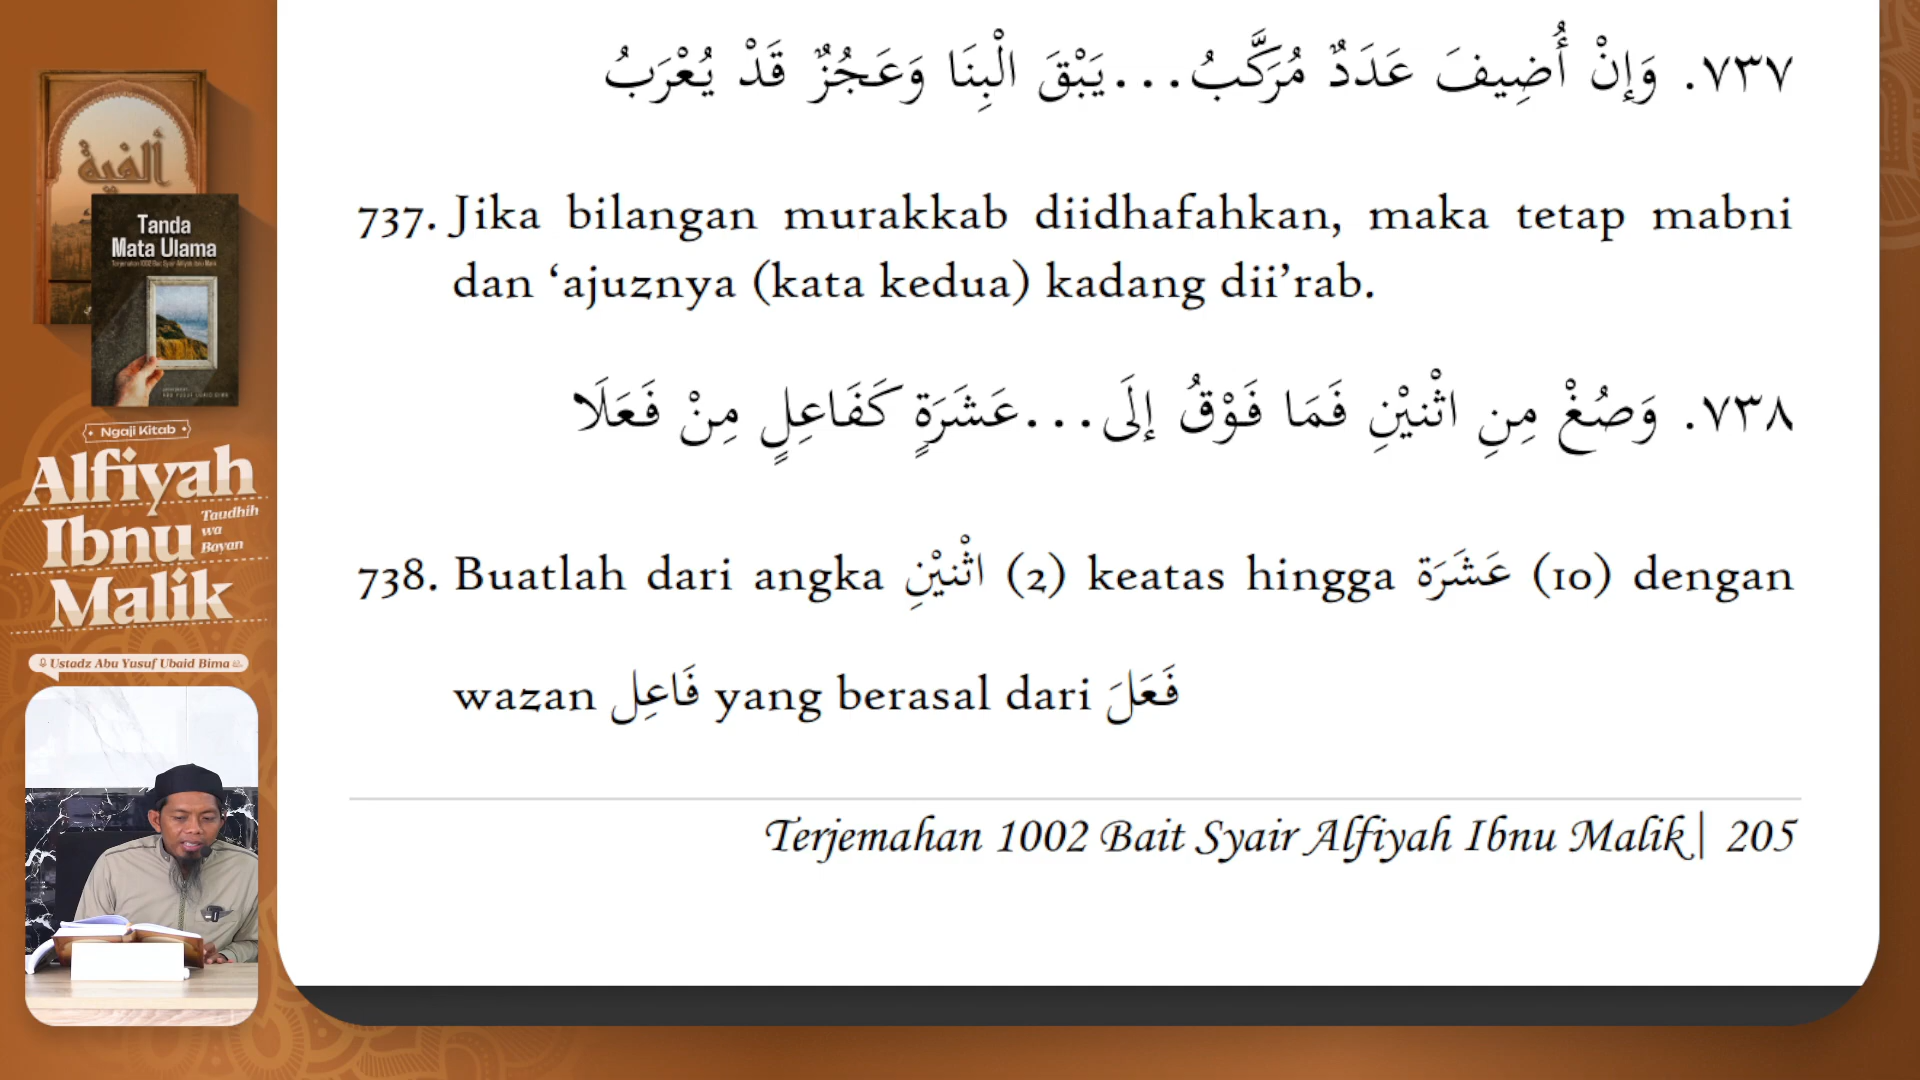 ألفية
Tanda
Mata Ulama
Ngaji Kitab
Alfiyah
Ibnu
Malik
Taudhih
wa
Bayan
Ustadz Abu Yusuf Ubaid Bima
٧٣٧. وَإِنْ أُضِيفَ عَدَدٌ مُرَكَّبُ...يَبْقَ الْبِنَا وَعَجُزٌ قَدْ يُعْرَبُ
737. Jika bilangan murakkab diidhafahkan, maka tetap mabni
dan ‘ajuznya (kata kedua) kadang dii’rab.
٧٣٨. وَصُغْ مِنِ اثْنَيْنِ فَمَا فَوْقُ إِلَى...عَشَرَةٍ كَفَاعِلٍ مِنْ فَعَلَا
738. Buatlah dari angka اثْنَيْنِ (2) keatas hingga عَشَرَة (10) dengan
wazan فَاعِل yang berasal dari فَعَلَ
Terjemahan 1002 Bait Syair Alfiyah Ibnu Malik| 205